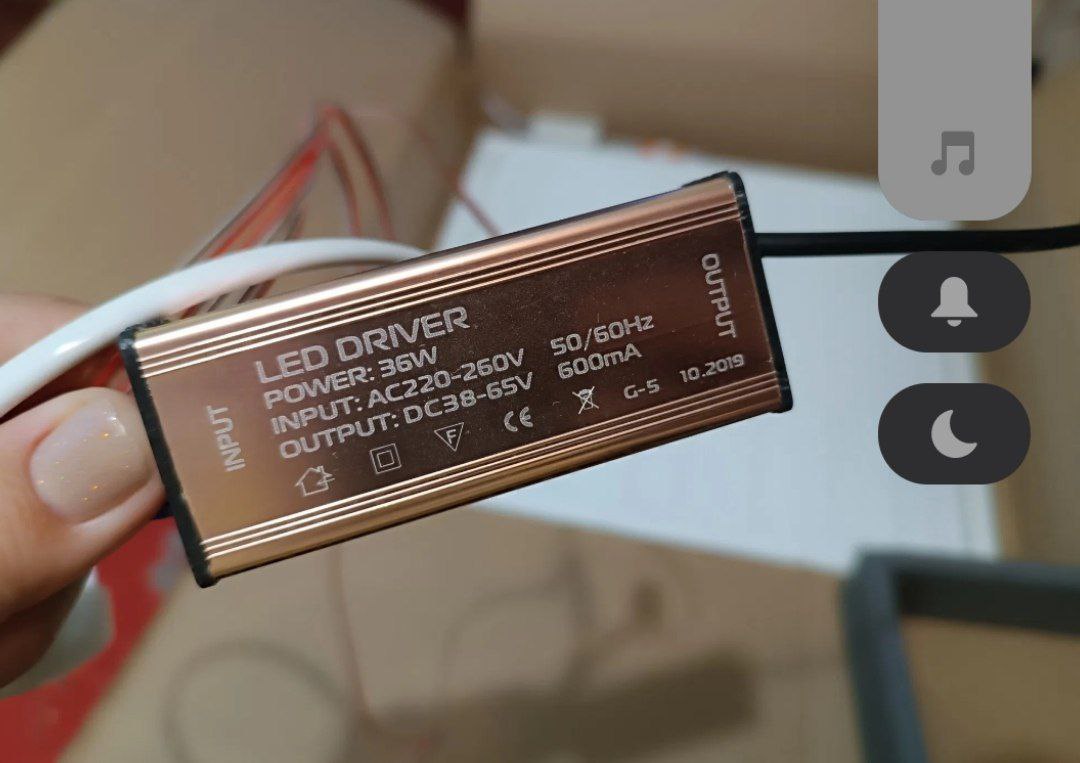 LED DRIVER
POWER: 36W
INPUT: AC220-260V 50/60Hz
OUTPUT: DC38-65V 600mA
F CE G-5 10.2019
INPUT
OUTPUT